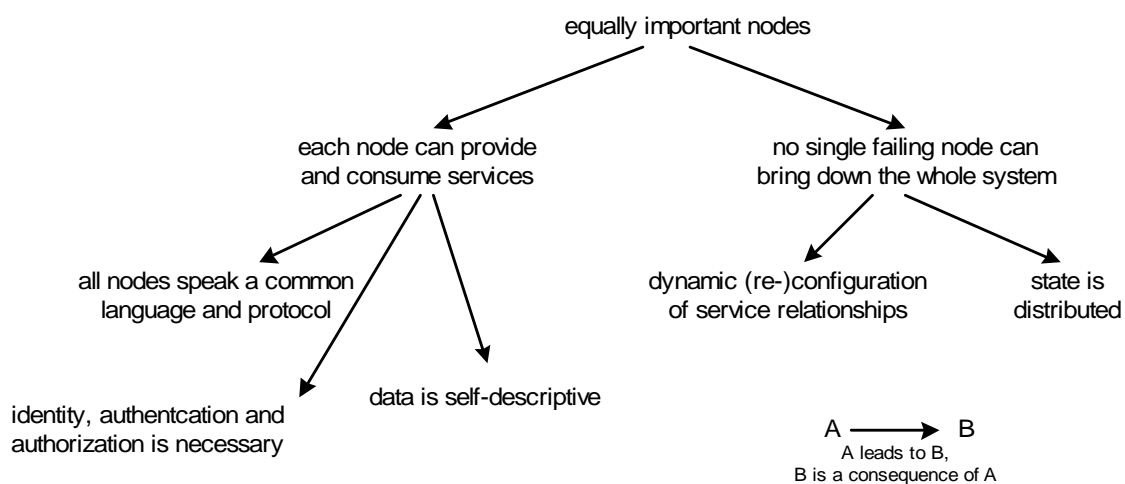 equally important nodes
each node can provide
and consume services
no single failing node can
bring down the whole system
all nodes speak a common
language and protocol
dynamic (re-)configuration
of service relationships
state is
distributed
identity, authentcation and
authorization is necessary
data is self-descriptive
A B
A leads to B,
B is a consequence of A